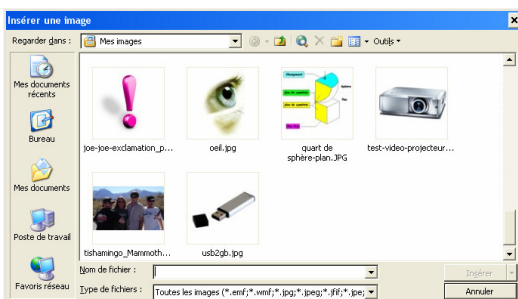 Insérer une image
Regarder dans :
Mes images
Outils
Mes documents récents
Bureau
Mes documents
Poste de travail
Favoris réseau
joe-joe-exclamation_p...
oeil.jpg
quart de
sphère-plan.JPG
test-video-projecteur...
tishamingo_Mammoth...
usb2gb.jpg
Nom de fichier :
Type de fichiers :
Toutes les images (*.emf;*.wmf;*.jpg;*.jpeg;*.jfif;*.jpe;
Insérer
Annuler